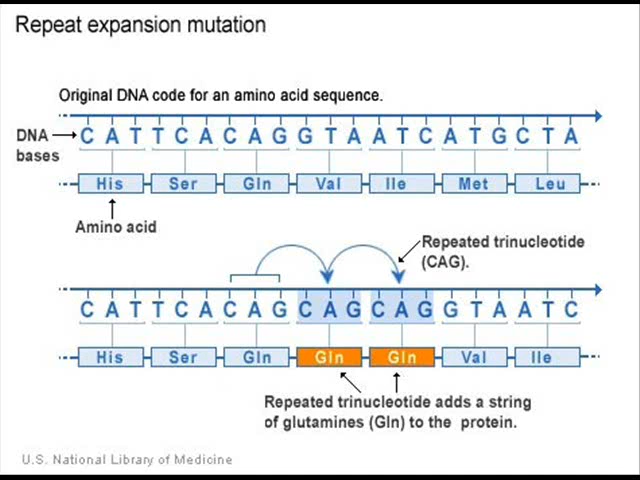 Repeat expansion mutation
Original DNA code for an amino acid sequence.
DNA bases
C A T T C A C A G G T A A T C A T G C T A
His Ser Gln Val Ile Met Leu
Amino acid
Repeated trinucleotide
(CAG).
C A T T C A C A G C A G C A G G T A A T C
His Ser Gln Gln Gln Val Ile
Repeated trinucleotide adds a string
of glutamines (Gln) to the protein.
U.S. National Library of Medicine